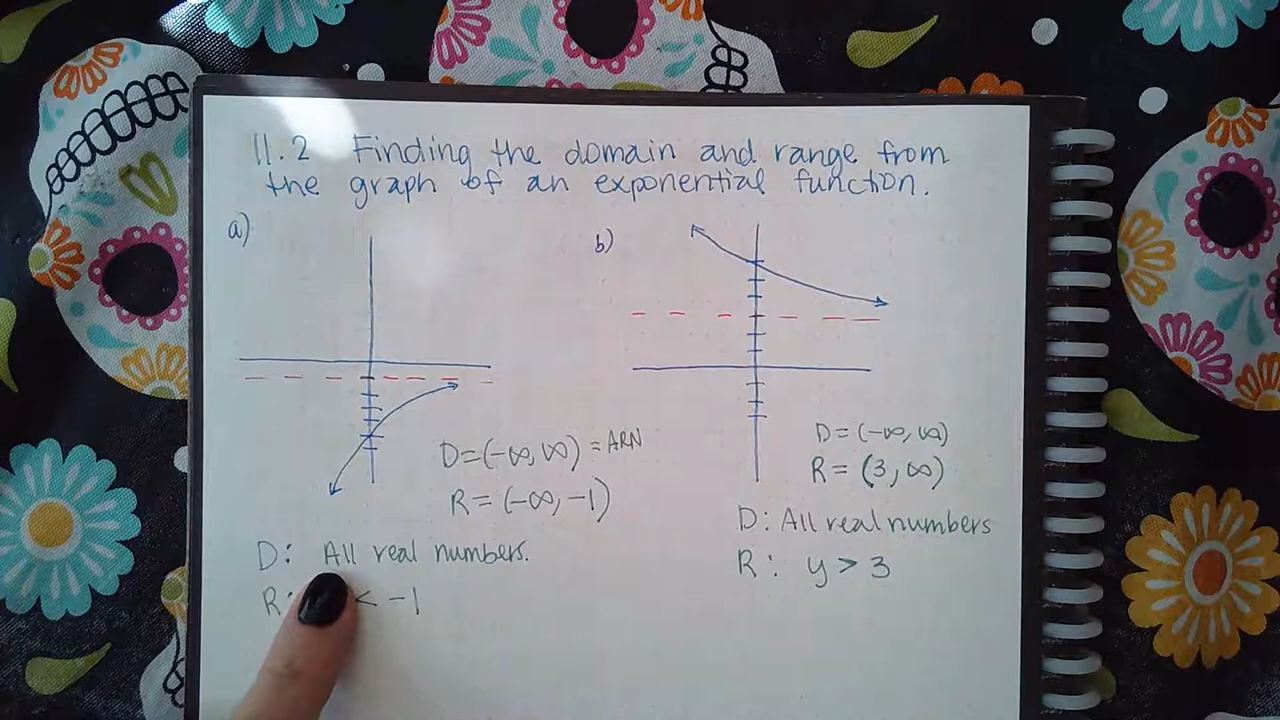 11.2 Finding the domain and range from
the graph of an exponential function.
a)
b)
D=(-∞,∞) = ARN
R = (-∞,-1)
D: All real numbers.
R: < -1
D=(-∞,∞)
R = (3,∞)
D: All real numbers
R: y > 3